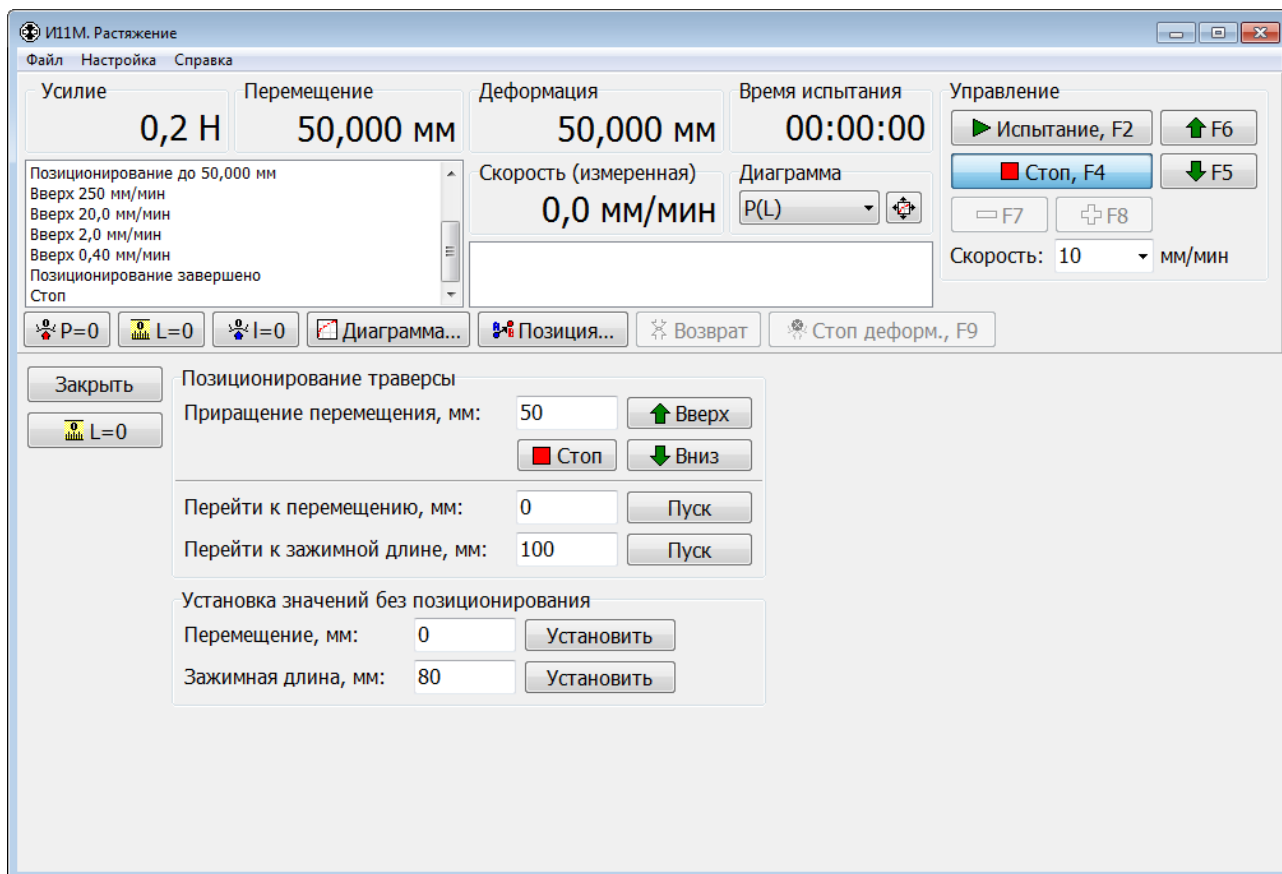 И11М. Растяжение
Файл Настройка Справка
Усилие Перемещение Деформация Время испытания Управление
0,2 Н 50,000 мм 50,000 мм 00:00:00
Испытание, F2 F6
Позиционирование до 50,000 мм
Вверх 250 мм/мин
Вверх 20,0 мм/мин
Вверх 2,0 мм/мин
Вверх 0,40 мм/мин
Позиционирование завершено
Стоп
Скорость (измеренная) Диаграмма
0,0 мм/мин P(L)
Стоп, F4 F5
F7 F8
Скорость: 10 мм/мин
0 P=0 0 L=0 0 l=0 Диаграмма... Позиция... Возврат Стоп деформ., F9
Закрыть
0 L=0
Позиционирование траверсы
Приращение перемещения, мм: 50 Вверх
Стоп Вниз
Перейти к перемещению, мм: 0 Пуск
Перейти к зажимной длине, мм: 100 Пуск
Установка значений без позиционирования
Перемещение, мм: 0 Установить
Зажимная длина, мм: 80 Установить